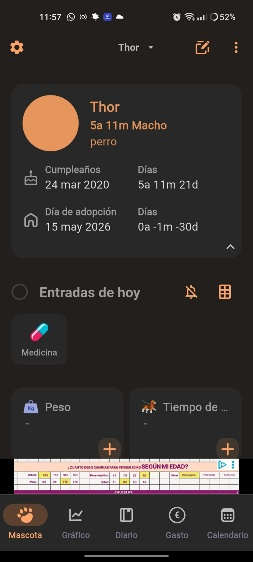 11:57
52%
Thor
Thor
5a 11m Macho
perro
Cumpleaños
Días
24 mar 2020
5a 11m 21d
Día de adopción
Días
15 may 2026
0a -1m -30d
Entradas de hoy
Medicina
Kg
Peso
Tiempo de ...
-
-
SEGÚN MI EDAD?
Mascota
Gráfico
Diario
Gasto
Calendario